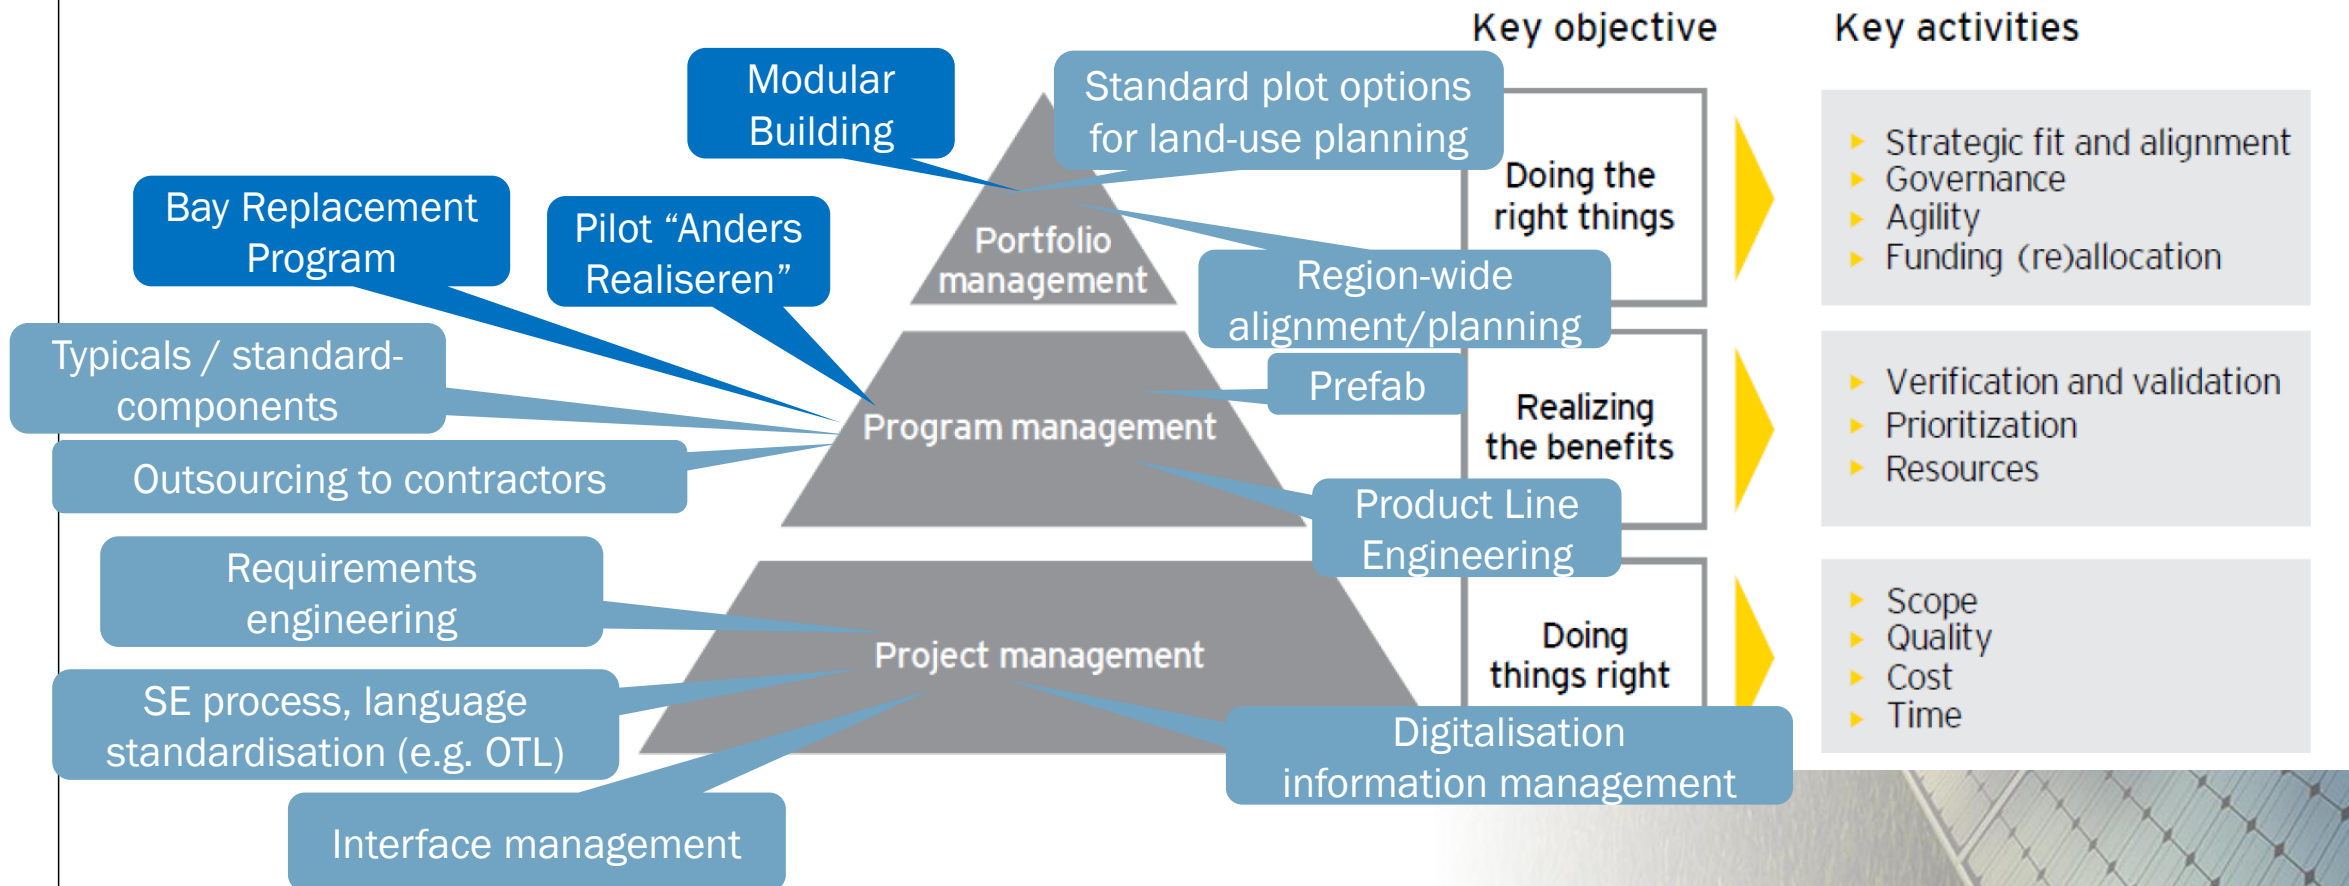 Key objective
Key activities
Modular
Building
Standard plot options
for land-use planning
Bay Replacement
Program
Pilot “Anders
Realiseren”
Portfolio
management
Doing the
right things
Strategic fit and alignment
Governance
Agility
Funding (re)allocation
Region-wide
alignment/planning
Typicals / standard-
components
Prefab
Outsourcing to contractors
Program management
Realizing
the benefits
Verification and validation
Prioritization
Resources
Product Line
Engineering
Requirements
engineering
Project management
Doing
things right
Scope
Quality
Cost
Time
SE process, language
standardisation (e.g. OTL)
Digitalisation
information management
Interface management